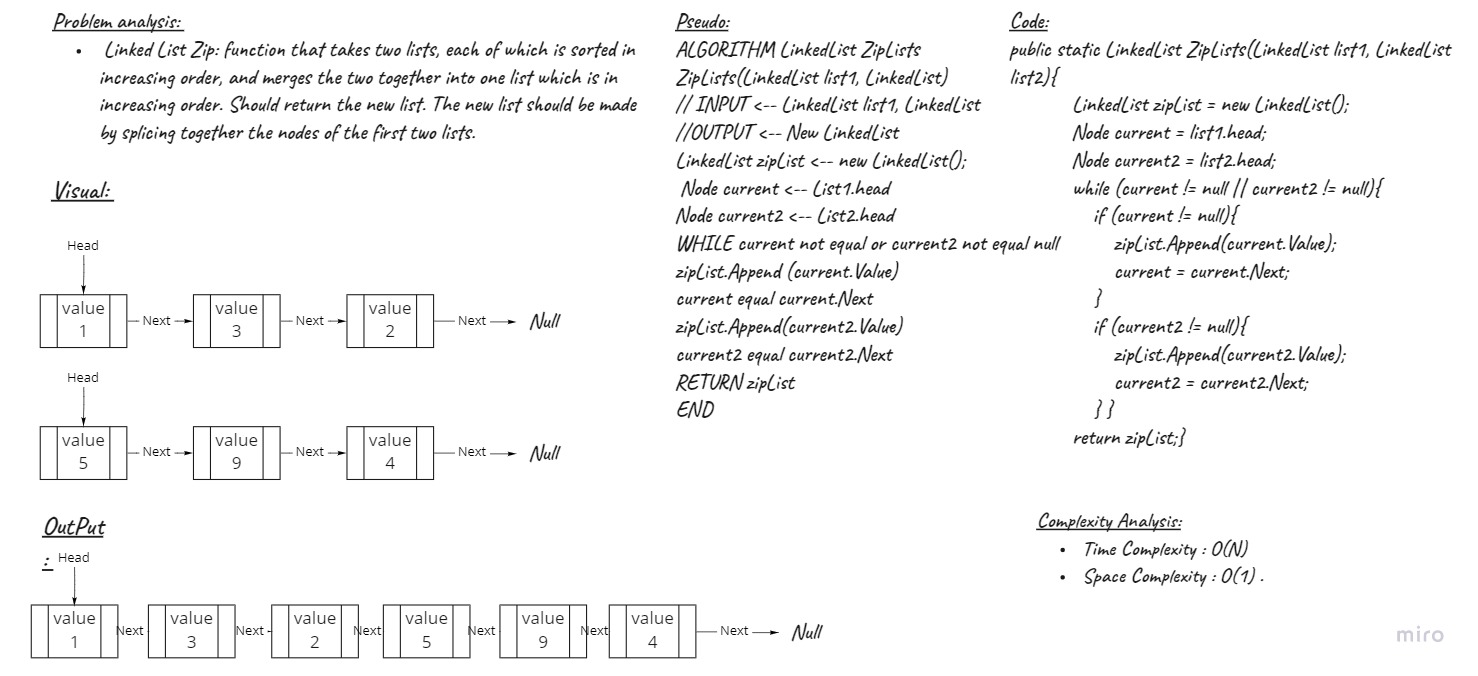 Problem analysis:
• Linked List Zip: function that takes two lists, each of which is sorted in
increasing order, and merges the two together into one list which is in
increasing order. Should return the new list. The new list should be made
by splicing together the nodes of the first two lists.
Visual:
Head
value value value
1 Next 3 Next 2 Next Null
Head
value value value
5 Next 9 Next 4 Next Null
OutPut
: Head
value value value value value value
1 Next 3 Next 2 Next 5 Next 9 Next 4 Next Null
Pseudo:
ALGORITHM LinkedList ZipLists
ZipLists(LinkedList list1, LinkedList)
// INPUT <-- LinkedList list1, LinkedList
//OUTPUT <-- New LinkedList
LinkedList zipList <-- new LinkedList();
Node current <-- List1.head
Node current2 <-- List2.head
WHILE current not equal or current2 not equal null
zipList.Append (current.Value)
current equal current.Next
zipList.Append(current2.Value)
current2 equal current2.Next
RETURN zipList
END
Code:
public static LinkedList ZipLists(LinkedList list1, LinkedList
list2){
LinkedList zipList = new LinkedList();
Node current = list1.head;
Node current2 = list2.head;
while (current != null || current2 != null){
if (current != null){
zipList.Append(current.Value);
current = current.Next;
}
if (current2 != null){
zipList.Append(current2.Value);
current2 = current2.Next;
} }
return zipList;}
Complexity Analysis:
• Time Complexity : O(N)
• Space Complexity : O(1) .
miro